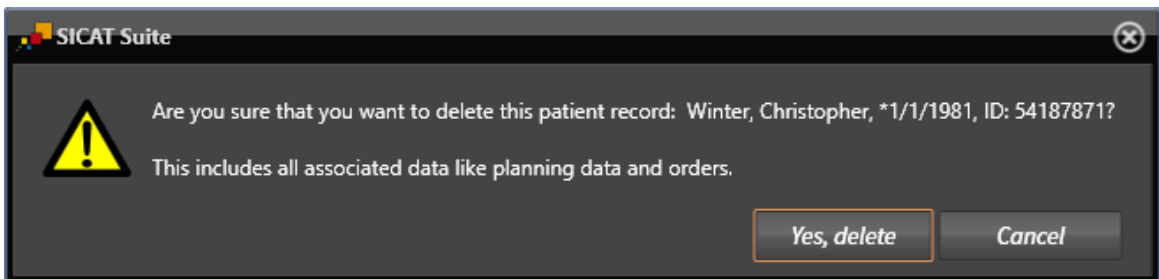 SICAT Suite
Are you sure that you want to delete this patient record: Winter, Christopher, *1/1/1981, ID: 54187871?
This includes all associated data like planning data and orders.
Yes, delete
Cancel